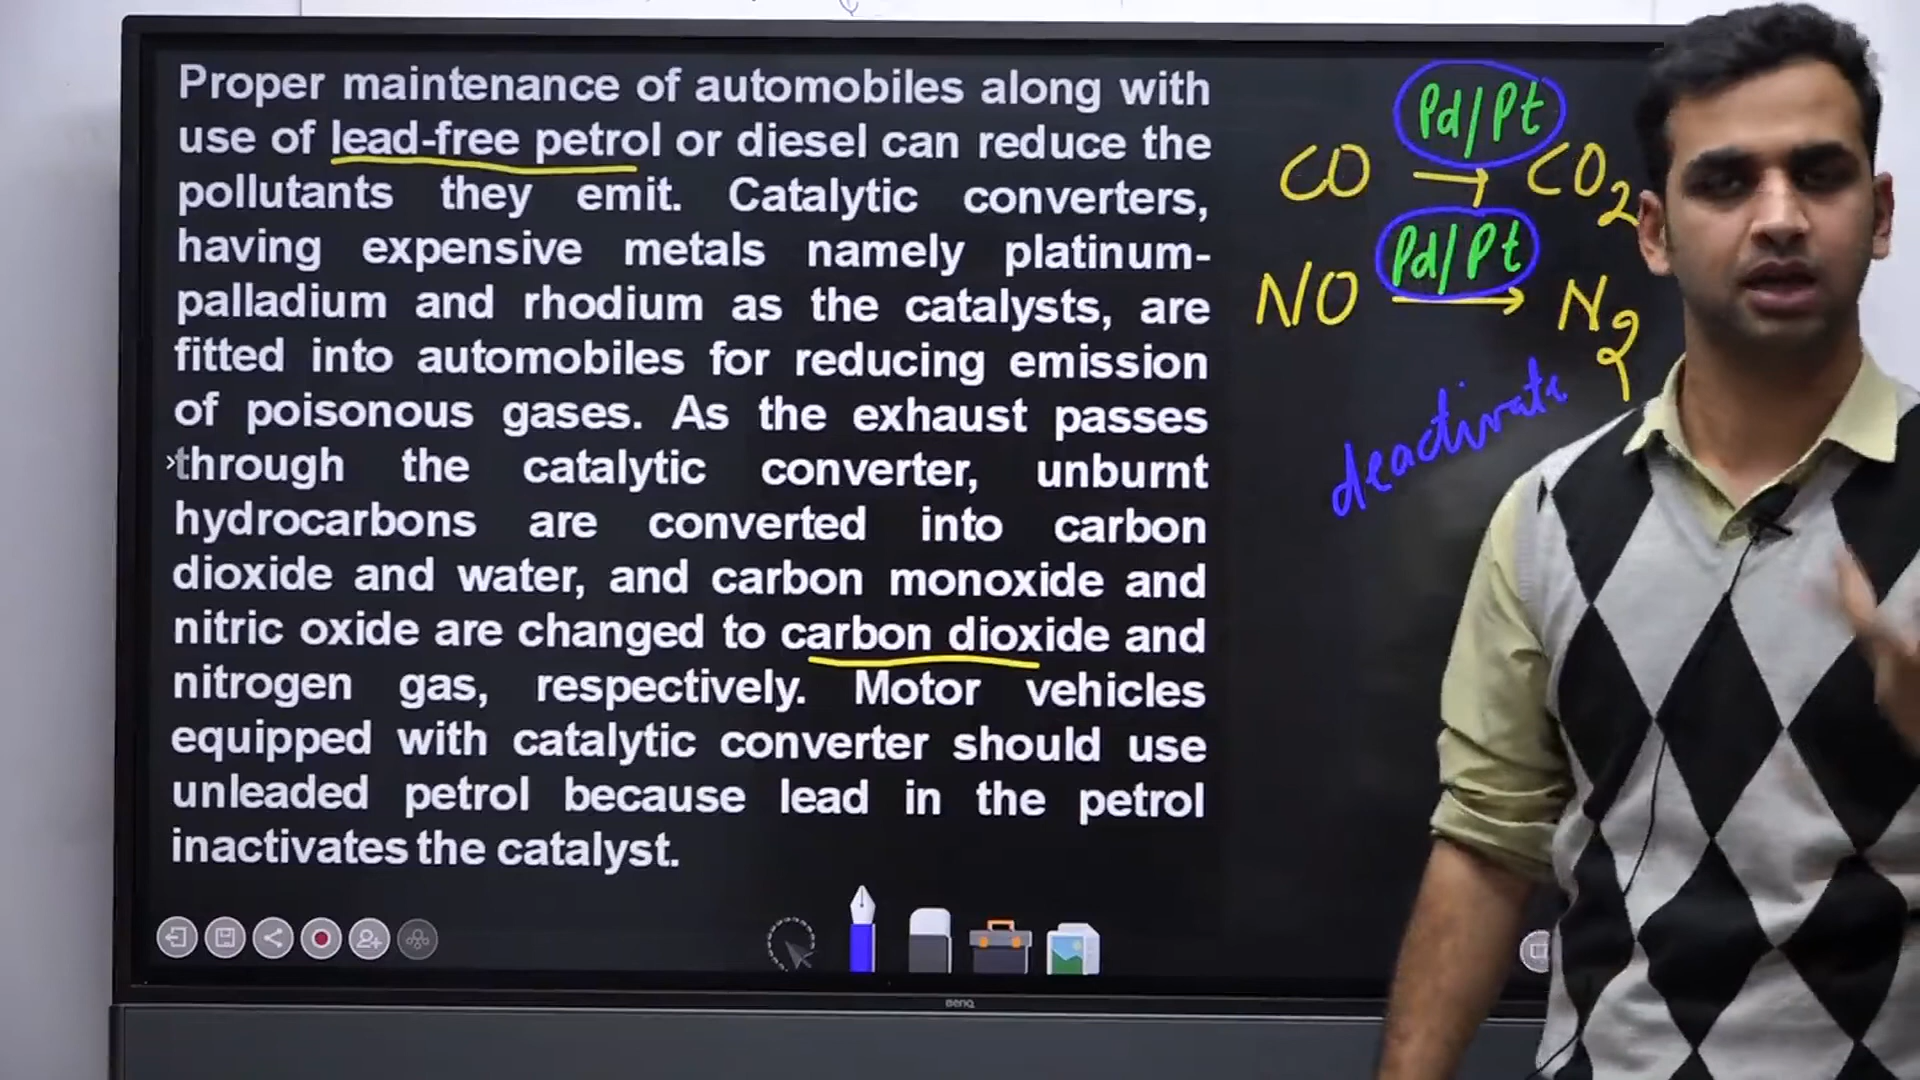 Proper maintenance of automobiles along with
use of lead-free petrol or diesel can reduce the
pollutants they emit. Catalytic converters,
having expensive metals namely platinum-
palladium and rhodium as the catalysts, are
fitted into automobiles for reducing emission
of poisonous gases. As the exhaust passes
through the catalytic converter, unburnt
hydrocarbons are converted into carbon
dioxide and water, and carbon monoxide and
nitric oxide are changed to carbon dioxide and
nitrogen gas, respectively. Motor vehicles
equipped with catalytic converter should use
unleaded petrol because lead in the petrol
inactivates the catalyst.
Pd/Pt
CO → CO2
Pd/Pt
NO → N2
deactivate
BenQ